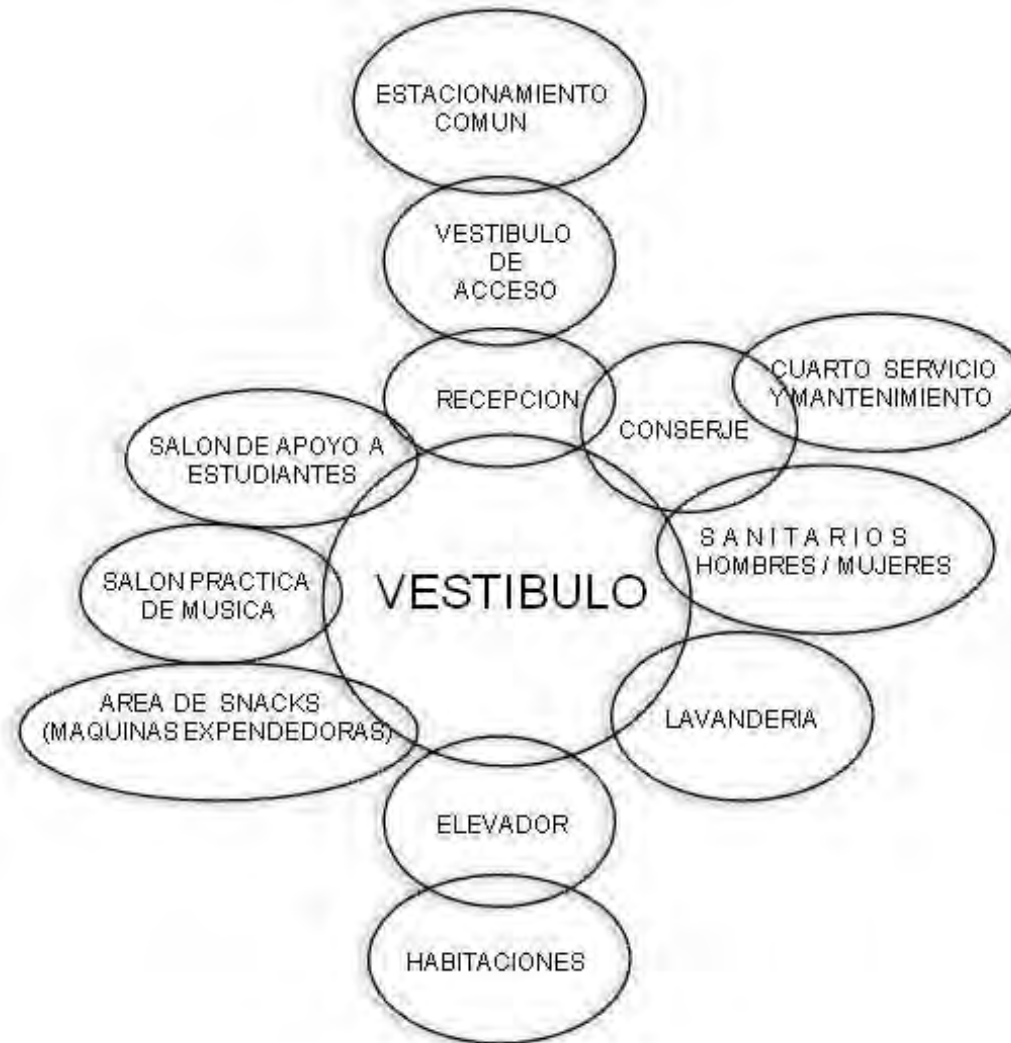 ESTACIONAMIENTO
COMUN
VESTIBULO
DE
ACCESO
RECEPCION
CONSERJE
CUARTO SERVICIO
Y MANTENIMIENTO
SALON DE APOYO A
ESTUDIANTES
SANITARIOS
HOMBRES / MUJERES
SALON PRACTICA
DE MUSICA
VESTIBULO
AREA DE SNACKS
(MAQUINAS EXPENDEDORAS)
LAVANDERIA
ELEVADOR
HABITACIONES